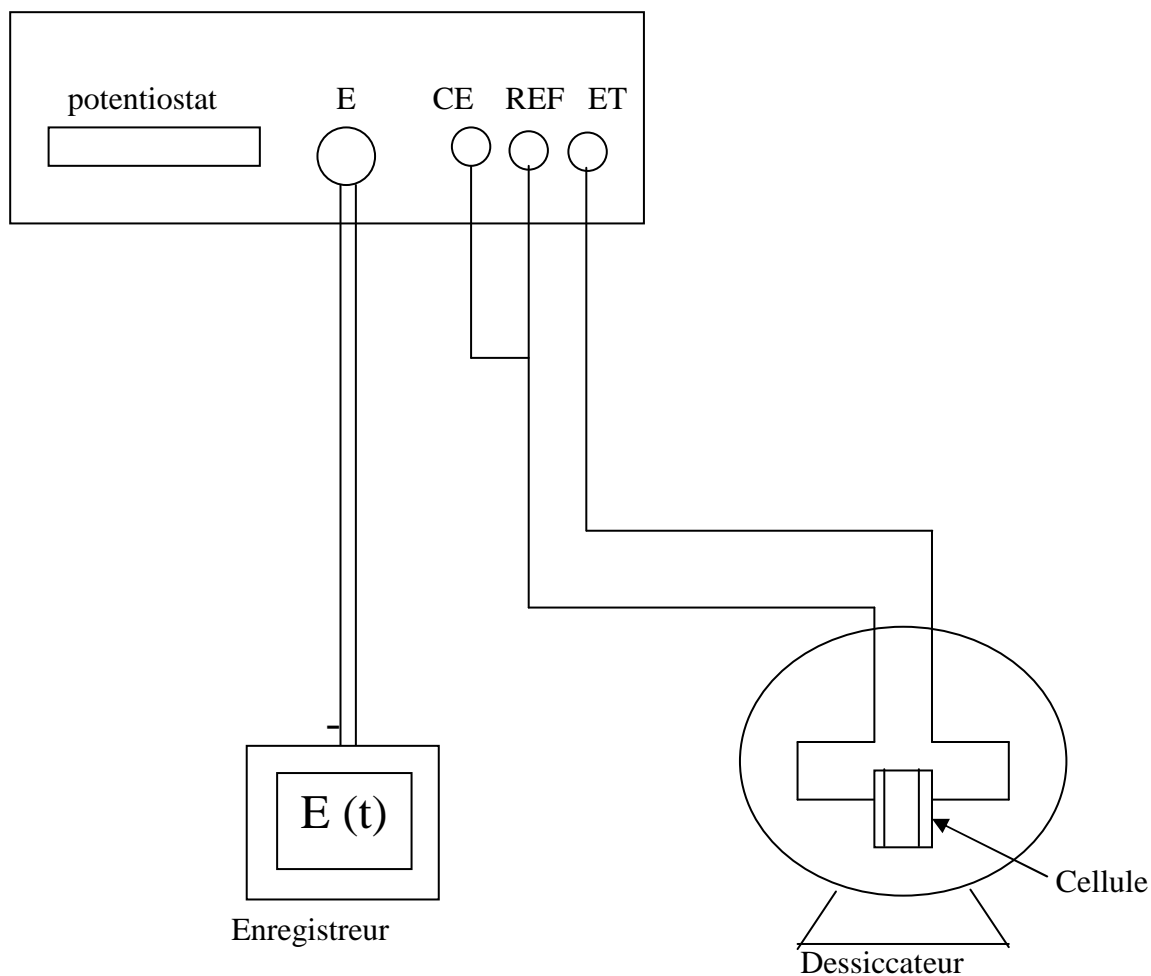 potentiostat E CE REF ET
E (t)
Cellule
Enregistreur
Dessiccateur